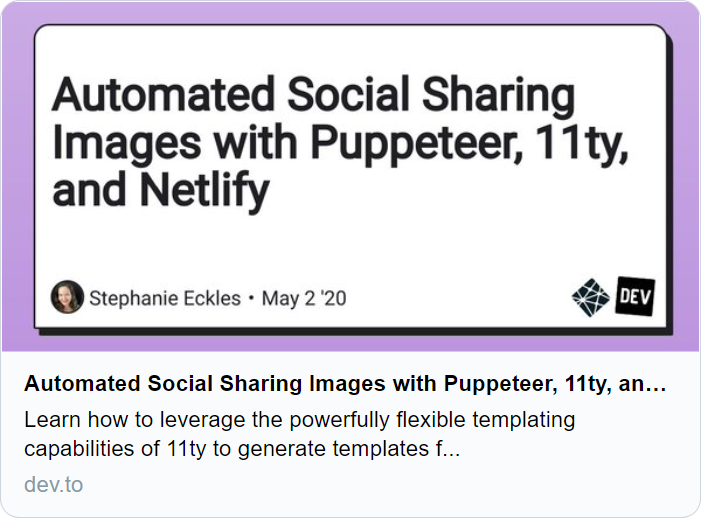 Automated Social Sharing
Images with Puppeteer, 11ty,
and Netlify
Stephanie Eckles • May 2 '20
DEV
Automated Social Sharing Images with Puppeteer, 11ty, an...
Learn how to leverage the powerfully flexible templating
capabilities of 11ty to generate templates f...
dev.to